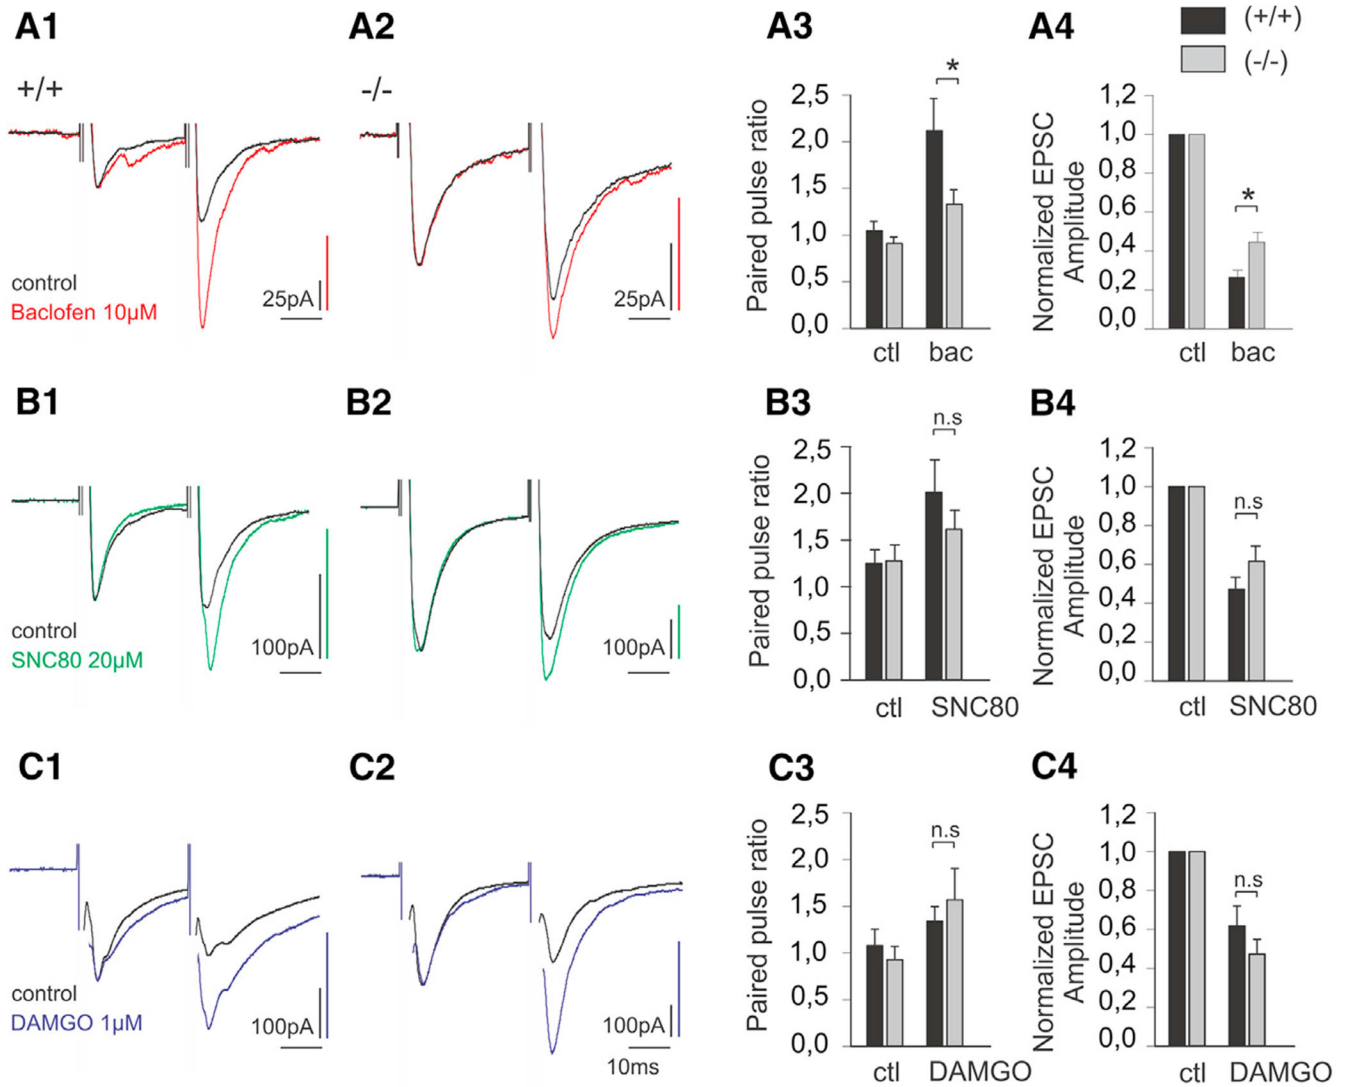 A1
A2
A3
A4
(+/+)
(-/-)
+/+
-/-
control
Baclofen 10µM
25pA
25pA
Paired pulse ratio
2,5
2,0
1,5
1,0
0,5
0,0
*
ctl bac
Normalized EPSC
Amplitude
1,2
1,0
0,8
0,6
0,4
0,2
0,0
*
ctl bac
B1
B2
B3
B4
control
SNC80 20µM
100pA
100pA
Paired pulse ratio
2,5
2,0
1,5
1,0
0,5
0,0
n.s
ctl SNC80
Normalized EPSC
Amplitude
1,2
1,0
0,8
0,6
0,4
0,2
0,0
n.s
ctl SNC80
C1
C2
C3
C4
control
DAMGO 1µM
100pA
100pA
10ms
Paired pulse ratio
2,5
2,0
1,5
1,0
0,5
0,0
n.s
ctl DAMGO
Normalized EPSC
Amplitude
1,2
1,0
0,8
0,6
0,4
0,2
0,0
n.s
ctl DAMGO